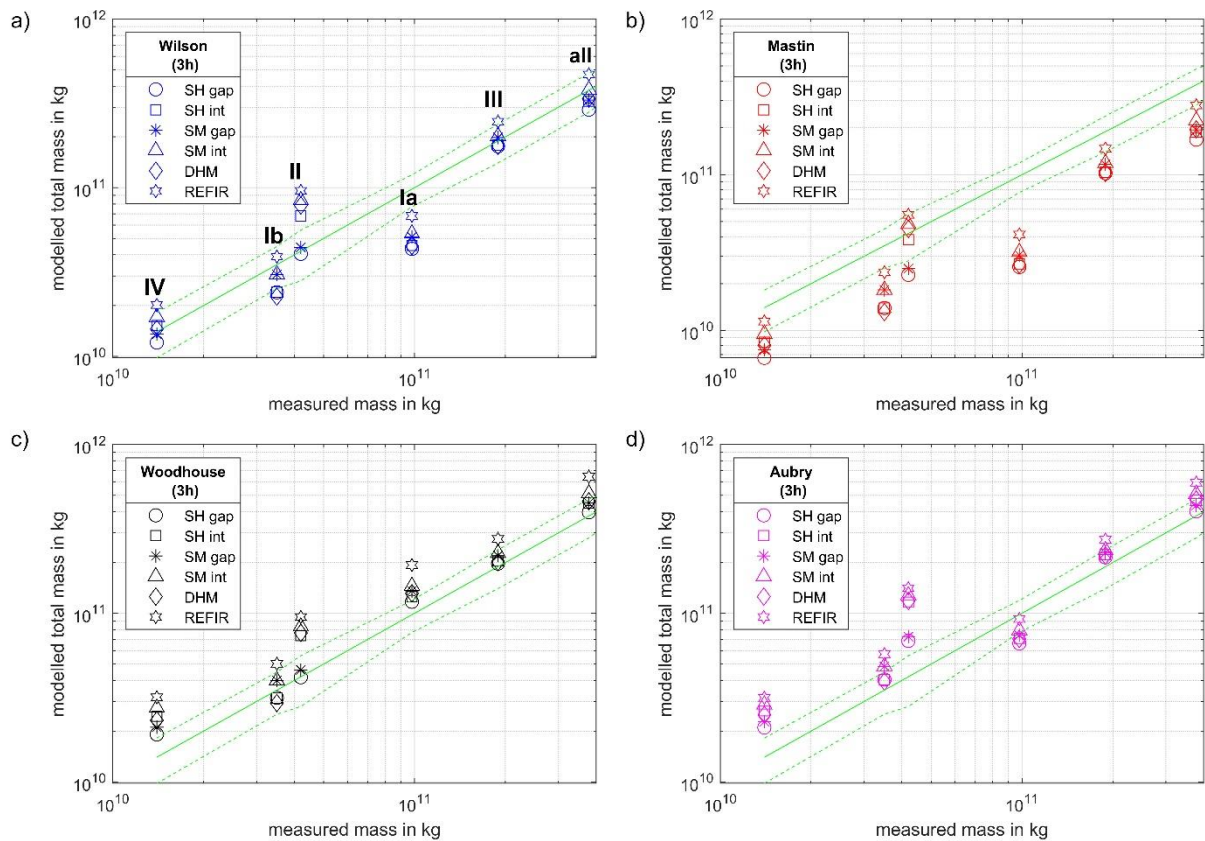 a)
10^12
10^11
10^10
modelled total mass in kg
Wilson
(3h)
SH gap
SH int
SM gap
SM int
DHM
REFIR
IV
Ib
II
Ia
III
all
10^10
10^11
measured mass in kg
b)
10^12
10^11
10^10
modelled total mass in kg
Mastin
(3h)
SH gap
SH int
SM gap
SM int
DHM
REFIR
10^10
10^11
measured mass in kg
c)
10^12
10^11
10^10
modelled total mass in kg
Woodhouse
(3h)
SH gap
SH int
SM gap
SM int
DHM
REFIR
10^10
10^11
measured mass in kg
d)
10^12
10^11
10^10
modelled total mass in kg
Aubry
(3h)
SH gap
SH int
SM gap
SM int
DHM
REFIR
10^10
10^11
measured mass in kg